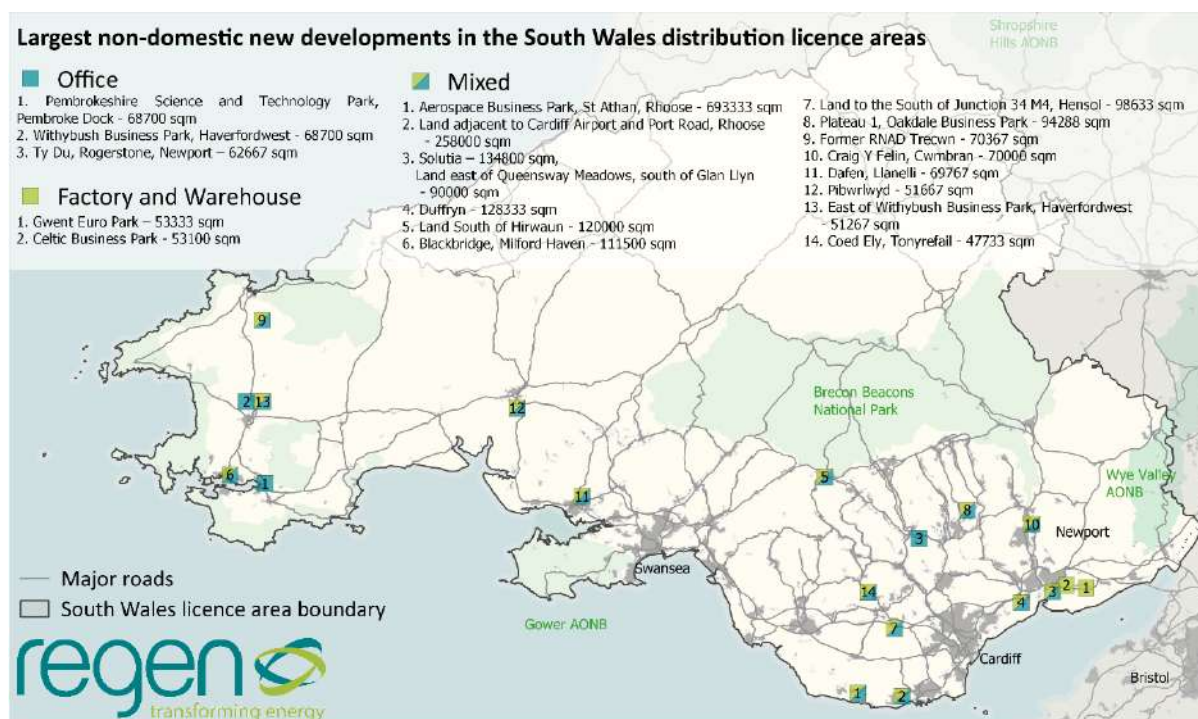 Largest non-domestic new developments in the South Wales distribution licence areas
Shropshire
Hills AONB
Office
1. Pembrokeshire Science and Technology Park,
Pembroke Dock - 68700 sqm
2. Withybush Business Park, Haverfordwest - 68700 sqm
3. Ty Du, Rogerstone, Newport – 62667 sqm
Factory and Warehouse
1. Gwent Euro Park – 53333 sqm
2. Celtic Business Park - 53100 sqm
Mixed
1. Aerospace Business Park, St Athan, Rhoose - 693333 sqm
2. Land adjacent to Cardiff Airport and Port Road, Rhoose
- 258000 sqm
3. Solutia – 134800 sqm,
Land east of Queensway Meadows, south of Glan Llyn
- 90000 sqm
4. Duffryn - 128333 sqm
5. Land South of Hirwaun - 120000 sqm
6. Blackbridge, Milford Haven - 111500 sqm
7. Land to the South of Junction 34 M4, Hensol - 98633 sqm
8. Plateau 1, Oakdale Business Park - 94288 sqm
9. Former RNAD Trecwn - 70367 sqm
10. Craig Y Felin, Cwmbran - 70000 sqm
11. Dafen, Llanelli - 69767 sqm
12. Pibwrlwyd - 51667 sqm
13. East of Withybush Business Park, Haverfordwest
- 51267 sqm
14. Coed Ely, Tonyrefail - 47733 sqm
9
2 13
12
Brecon Beacons
National Park
6
1
11
5
Wye Valley
AONB
8
10
3
Newport
Swansea
14
4
3
2
1
Gower AONB
7
Cardiff
Bristol
1
2
Major roads
South Wales licence area boundary
regen
transforming energy